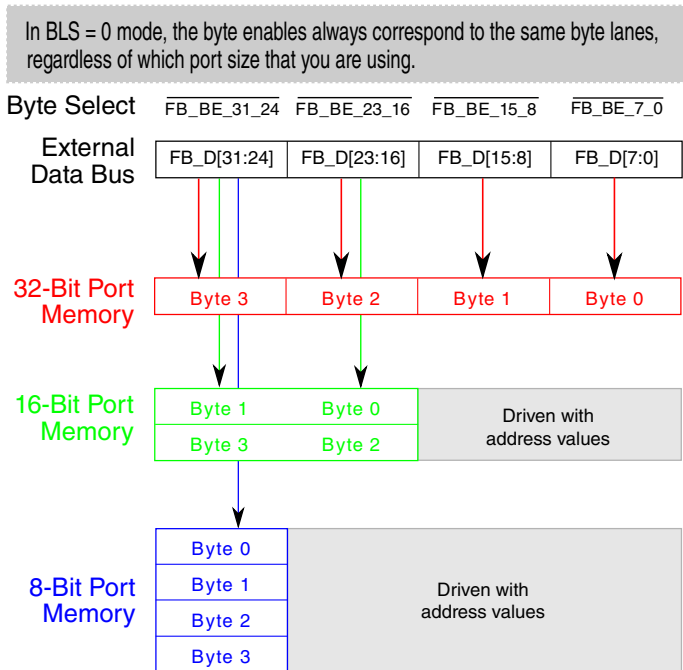 In BLS = 0 mode, the byte enables always correspond to the same byte lanes,
regardless of which port size that you are using.
Byte Select FB_BE_31_24 FB_BE_23_16 FB_BE_15_8 FB_BE_7_0
External
Data Bus
FB_D[31:24] FB_D[23:16] FB_D[15:8] FB_D[7:0]
32-Bit Port
Memory
Byte 3 Byte 2 Byte 1 Byte 0
16-Bit Port
Memory
Byte 1 Byte 0
Byte 3 Byte 2
Driven with
address values
8-Bit Port
Memory
Byte 0
Byte 1
Byte 2
Byte 3
Driven with
address values